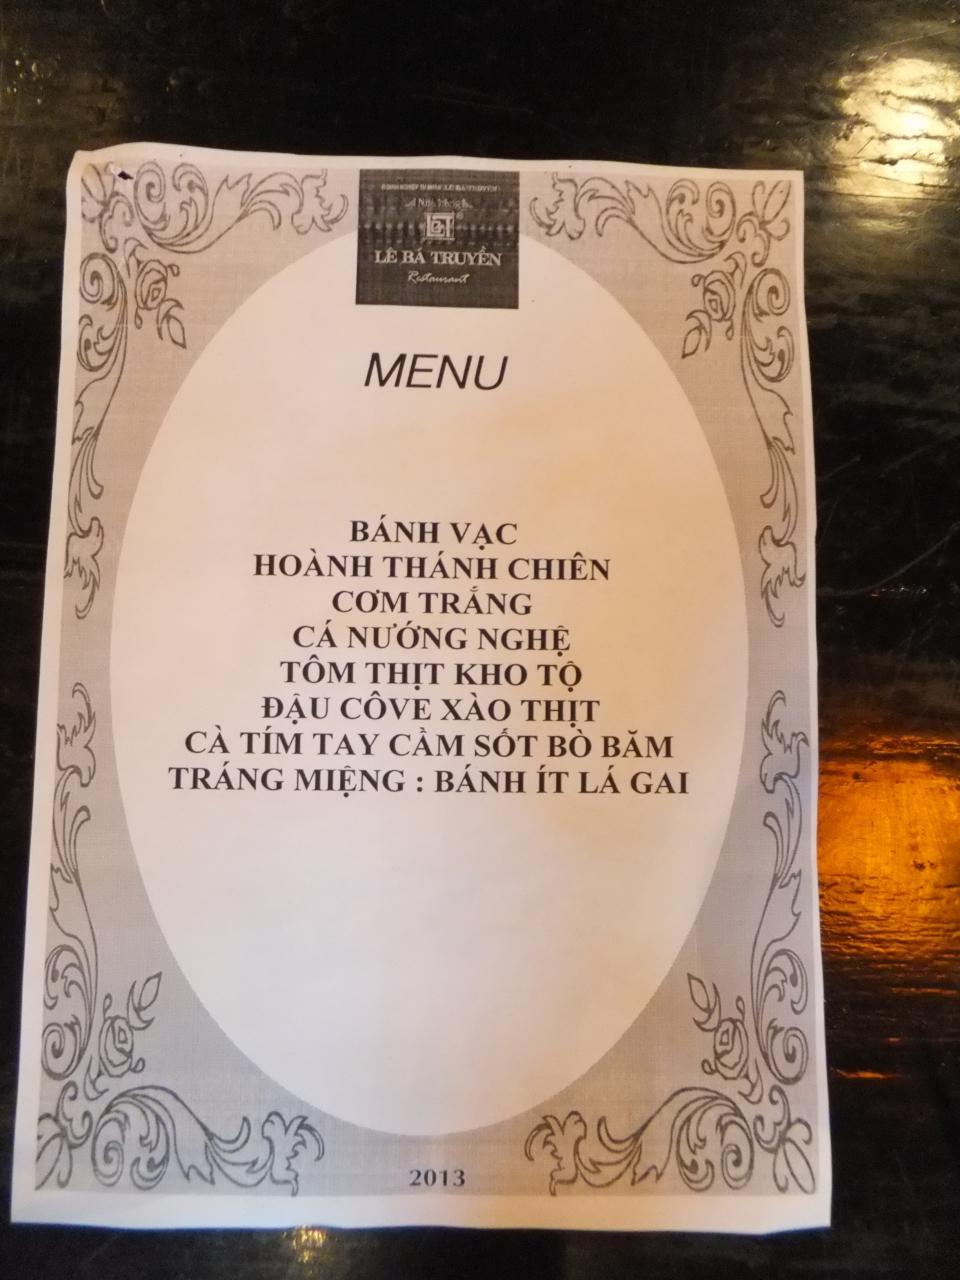 LÊ BÁ TRUYỀN
Restaurant
MENU
BÁNH VẠC
HOÀNH THÁNH CHIÊN
CƠM TRẮNG
CÁ NƯỚNG NGHỆ
TÔM THỊT KHO TỘ
ĐẬU CÔVE XÀO THỊT
CÀ TÍM TAY CẦM SỐT BÒ BĂM
TRÁNG MIỆNG : BÁNH ÍT LÁ GAI
2013